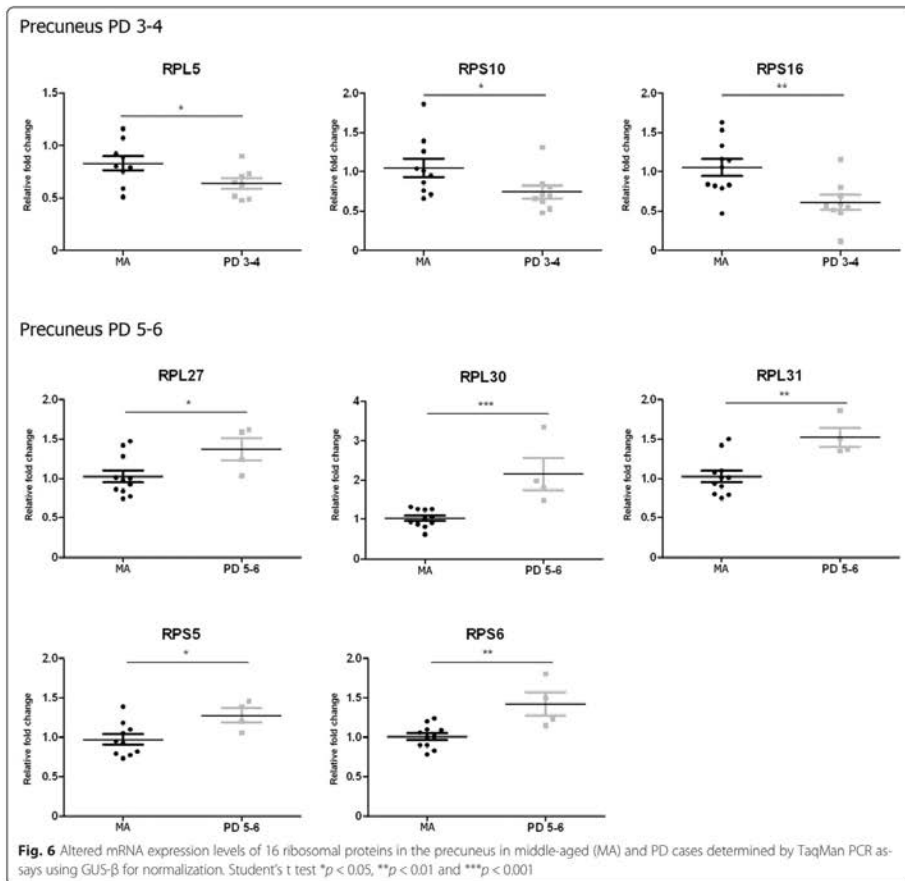 Precuneus PD 3-4
RPL5
*
Relative fold change
1.5
1.0
0.5
0
MA
PD 3-4
RPS10
*
Relative fold change
2.0
1.5
1.0
0.5
0
MA
PD 3-4
RPS16
**
Relative fold change
2.0
1.5
1.0
0.5
0
MA
PD 3-4
Precuneus PD 5-6
RPL27
*
Relative fold change
2.0
1.5
1.0
0.5
0
MA
PD 5-6
RPL30
***
Relative fold change
4
3
2
1
0
MA
PD 5-6
RPL31
**
Relative fold change
2.0
1.5
1.0
0.5
0
MA
PD 5-6
RPS5
*
Relative fold change
2.0
1.5
1.0
0.5
0
MA
PD 5-6
RPS6
**
Relative fold change
2.0
1.5
1.0
0.5
0
MA
PD 5-6
Fig. 6 Altered mRNA expression levels of 16 ribosomal proteins in the precuneus in middle-aged (MA) and PD cases determined by TaqMan PCR as-
says using GUS-β for normalization. Student's t test *p < 0.05, **p < 0.01 and ***p < 0.001